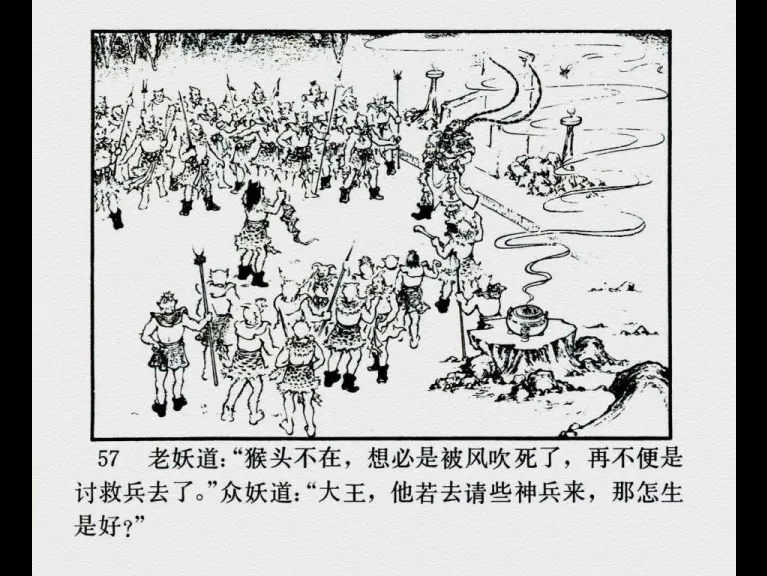 57 老妖道:“猴头不在，想必是被风吹死了，再不便是
讨救兵去了。”众妖道:“大王，他若去请些神兵来，那怎生
是好?”